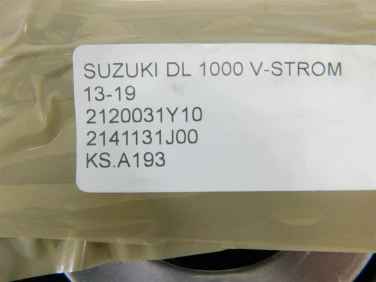 SUZUKI DL 1000 V-STROM
13-19
2120031Y10
2141131J00
KS.A193